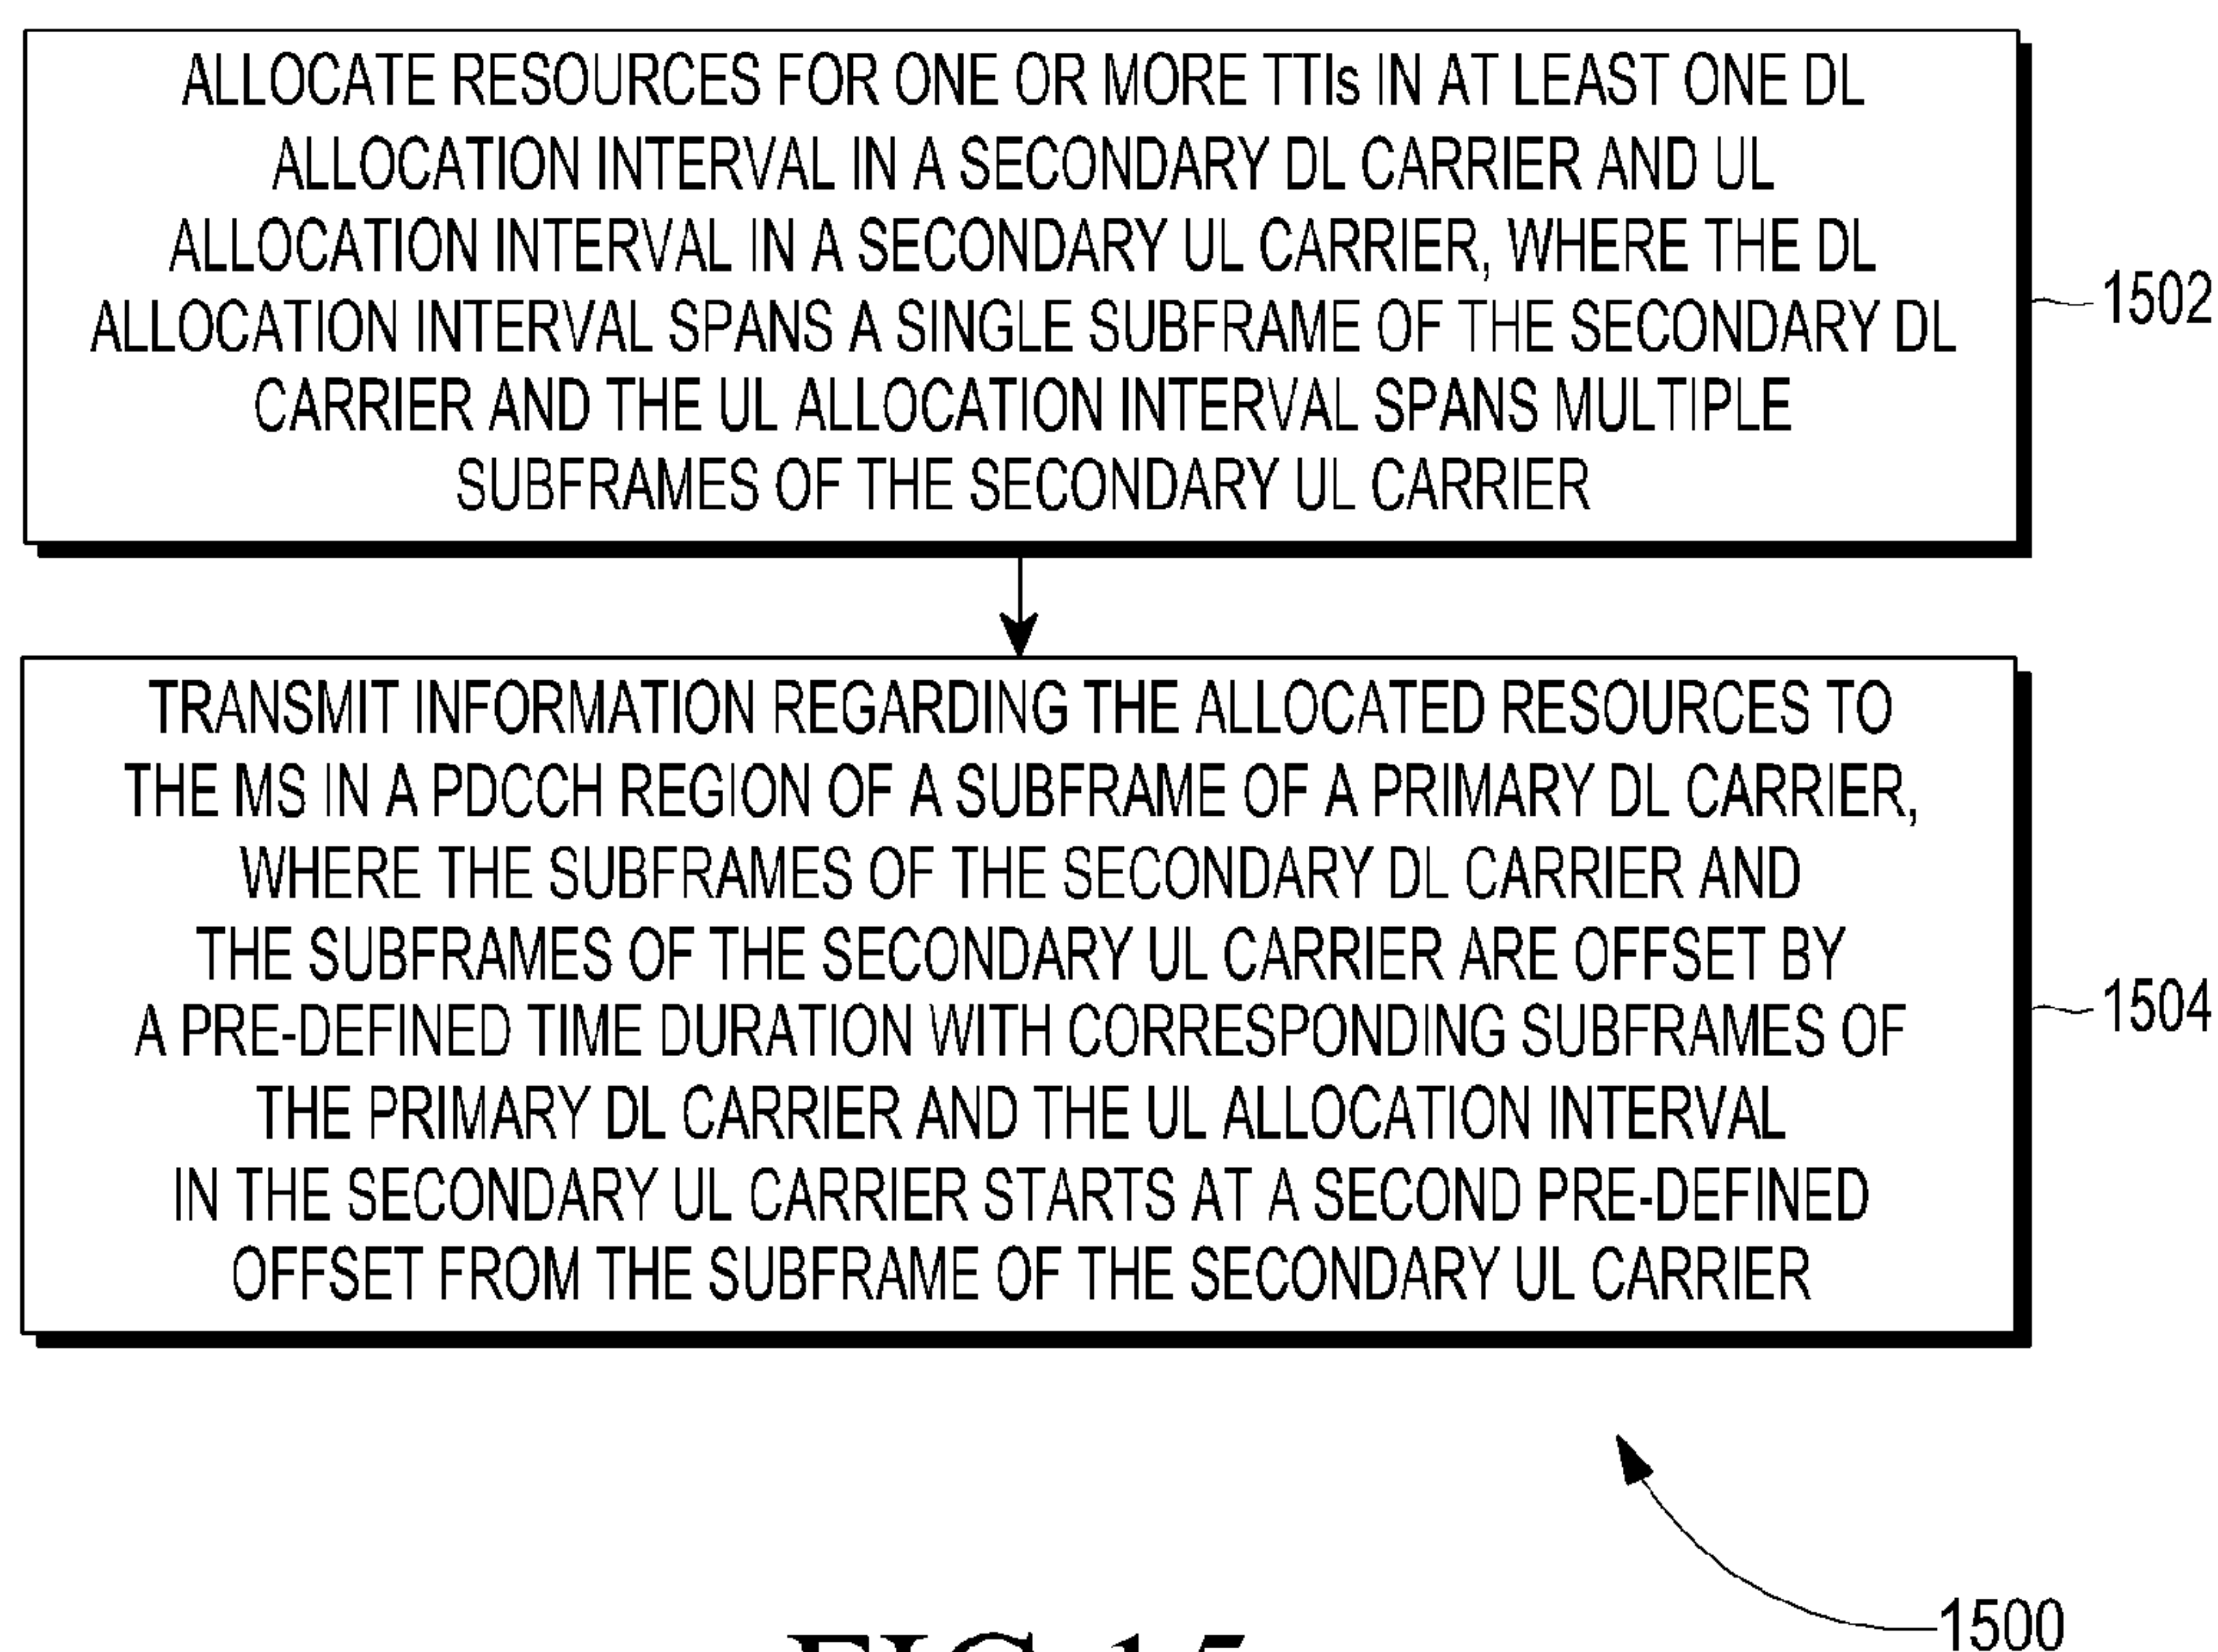 ALLOCATE RESOURCES FOR ONE OR MORE TTIs IN AT LEAST ONE DL
ALLOCATION INTERVAL IN A SECONDARY DL CARRIER AND UL
ALLOCATION INTERVAL IN A SECONDARY UL CARRIER, WHERE THE DL
ALLOCATION INTERVAL SPANS A SINGLE SUBFRAME OF THE SECONDARY DL
CARRIER AND THE UL ALLOCATION INTERVAL SPANS MULTIPLE
SUBFRAMES OF THE SECONDARY UL CARRIER
1502
TRANSMIT INFORMATION REGARDING THE ALLOCATED RESOURCES TO
THE MS IN A PDCCH REGION OF A SUBFRAME OF A PRIMARY DL CARRIER,
WHERE THE SUBFRAMES OF THE SECONDARY DL CARRIER AND
THE SUBFRAMES OF THE SECONDARY UL CARRIER ARE OFFSET BY
A PRE-DEFINED TIME DURATION WITH CORRESPONDING SUBFRAMES OF
THE PRIMARY DL CARRIER AND THE UL ALLOCATION INTERVAL
IN THE SECONDARY UL CARRIER STARTS AT A SECOND PRE-DEFINED
OFFSET FROM THE SUBFRAME OF THE SECONDARY UL CARRIER
1504
1500